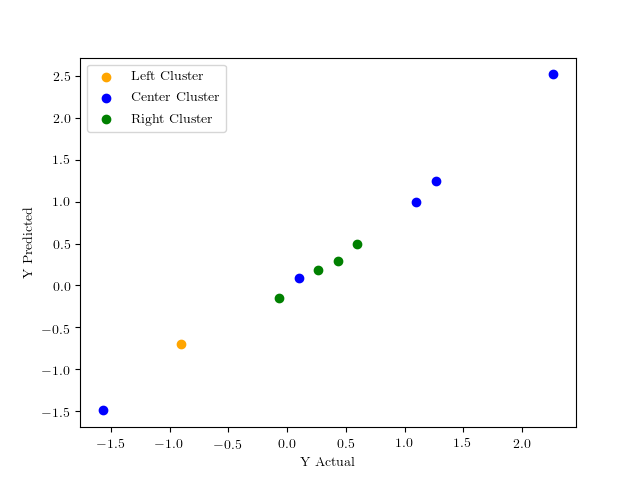 Left Cluster
Center Cluster
Right Cluster
2.5
2.0
1.5
1.0
0.5
0.0
−0.5
−1.0
−1.5
Y Predicted
−1.5 −1.0 −0.5 0.0 0.5 1.0 1.5 2.0
Y Actual